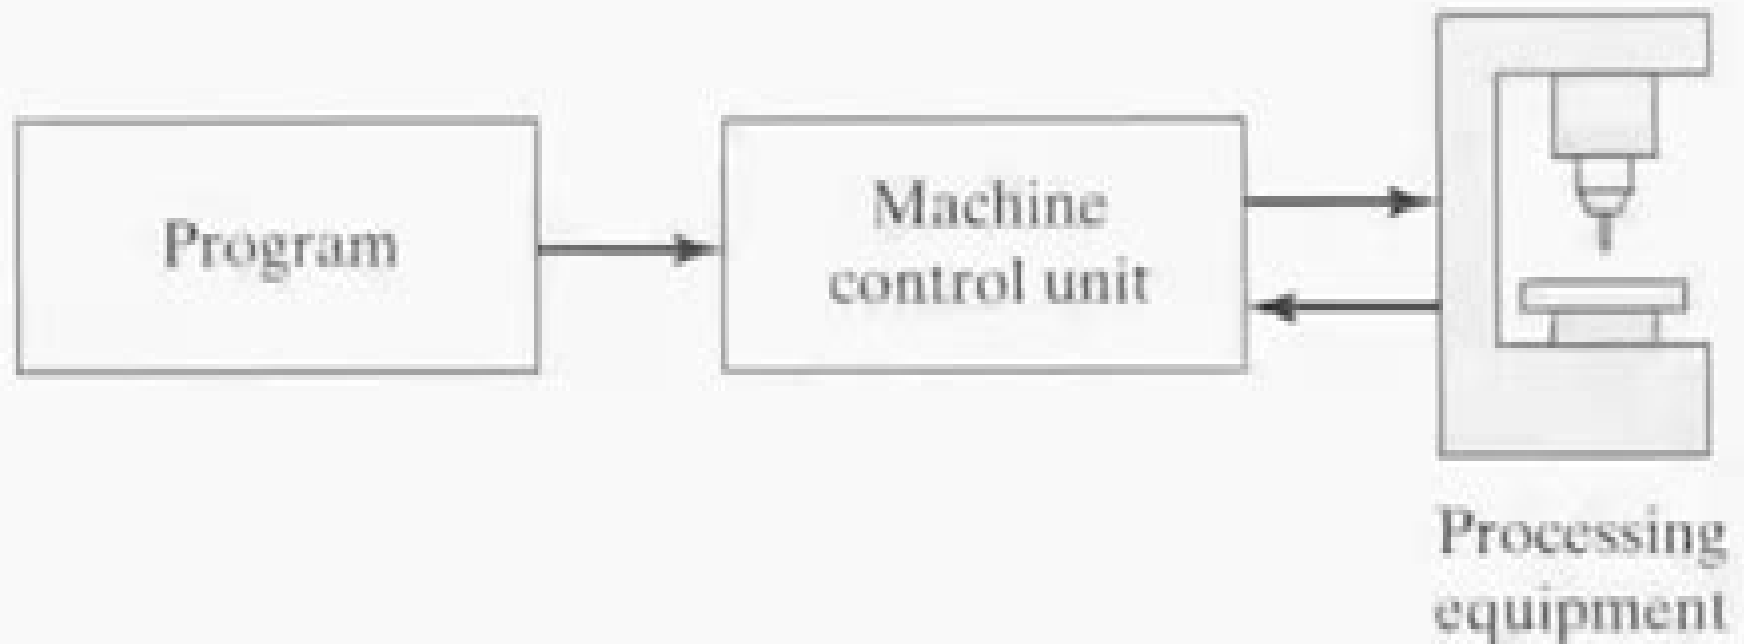 Program
Machine
control unit
Processing
equipment